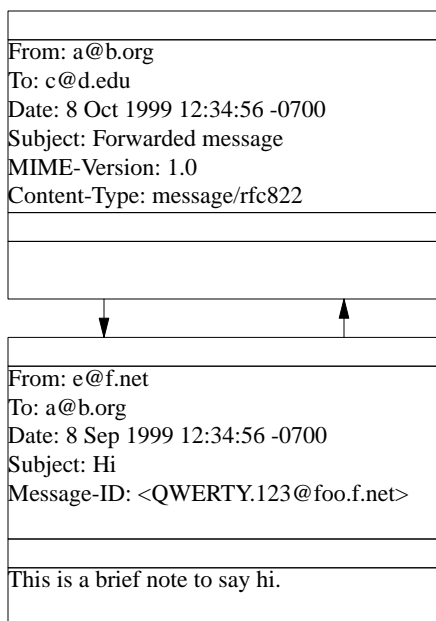 From: a@b.org
To: c@d.edu
Date: 8 Oct 1999 12:34:56 -0700
Subject: Forwarded message
MIME-Version: 1.0
Content-Type: message/rfc822
From: e@f.net
To: a@b.org
Date: 8 Sep 1999 12:34:56 -0700
Subject: Hi
Message-ID: <QWERTY.123@foo.f.net>
This is a brief note to say hi.